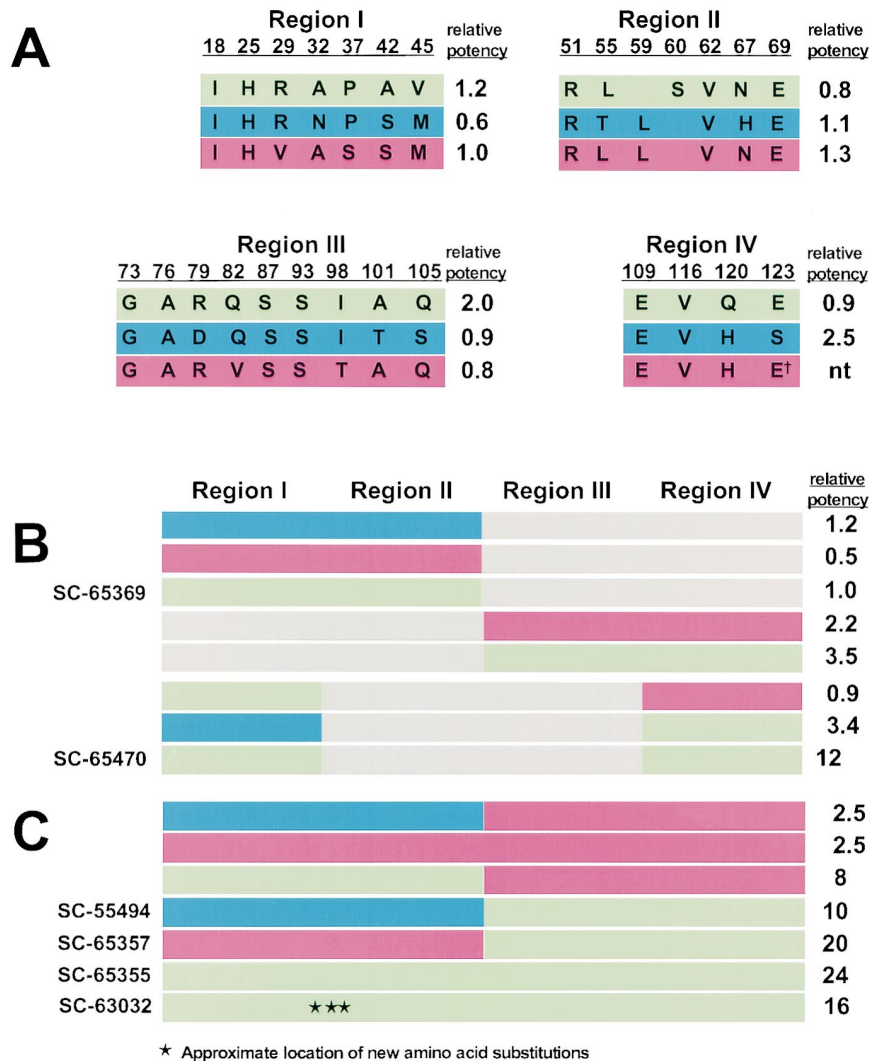 A
Region I
relative
potency
18 25 29 32 37 42 45
I H R A P A V 1.2
I H R N P S M 0.6
I H V A S S M 1.0
Region II
relative
potency
51 55 59 60 62 67 69
R L S V N E 0.8
R T L V H E 1.1
R L L V N E 1.3
Region III
relative
potency
73 76 79 82 87 93 98 101 105
G A R Q S S I A Q 2.0
G A D Q S S I T S 0.9
G A R V S S T A Q 0.8
Region IV
relative
potency
109 116 120 123
E V Q E 0.9
E V H S 2.5
E V H E† nt
B
Region I Region II Region III Region IV
relative
potency
1.2
0.5
SC-65369 1.0
2.2
3.5
0.9
3.4
SC-65470 12
C
2.5
2.5
8
SC-55494 10
SC-65357 20
SC-65355 24
SC-63032 ★★★ 16
★ Approximate location of new amino acid substitutions